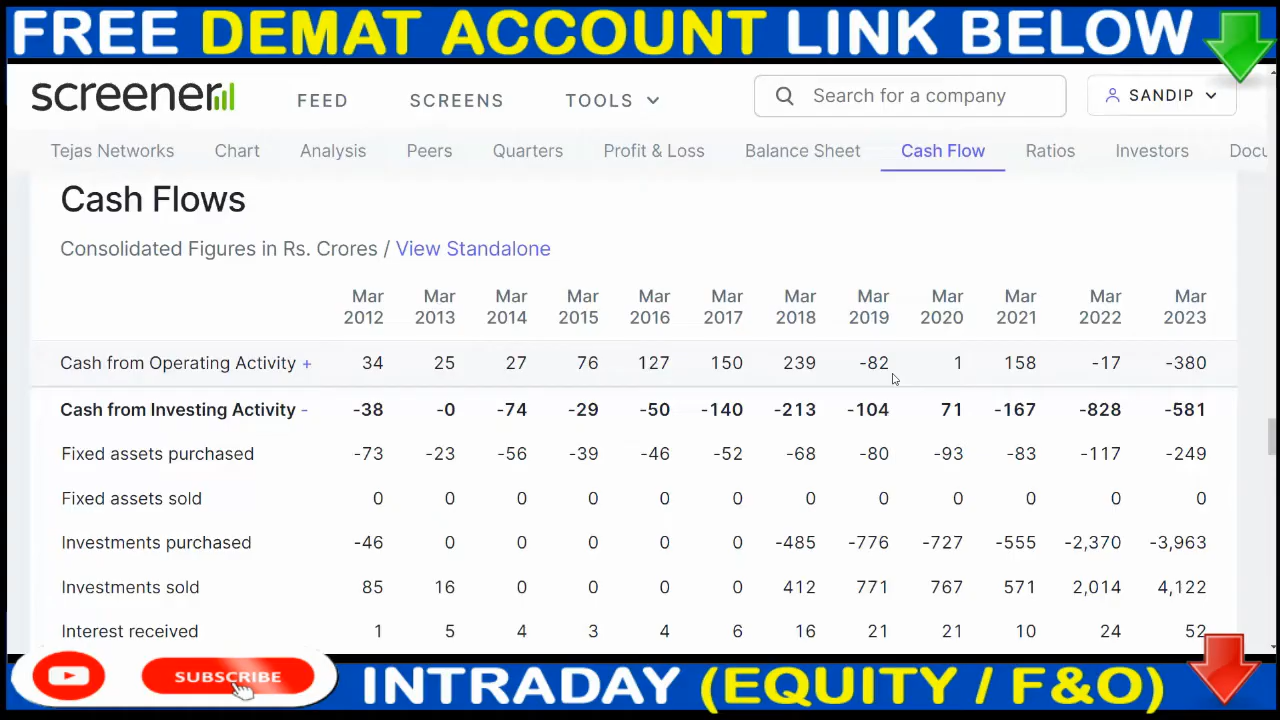 FREE DEMAT ACCOUNT LINK BELOW
screener FEED SCREENS TOOLS Search for a company SANDIP
Tejas Networks Chart Analysis Peers Quarters Profit & Loss Balance Sheet Cash Flow Ratios Investors Docu
Cash Flows
Consolidated Figures in Rs. Crores / View Standalone
Mar 2012 Mar 2013 Mar 2014 Mar 2015 Mar 2016 Mar 2017 Mar 2018 Mar 2019 Mar 2020 Mar 2021 Mar 2022 Mar 2023
Cash from Operating Activity + 34 25 27 76 127 150 239 -82 1 158 -17 -380
Cash from Investing Activity - -38 -0 -74 -29 -50 -140 -213 -104 71 -167 -828 -581
Fixed assets purchased -73 -23 -56 -39 -46 -52 -68 -80 -93 -83 -117 -249
Fixed assets sold 0 0 0 0 0 0 0 0 0 0 0 0
Investments purchased -46 0 0 0 0 0 -485 -776 -727 -555 -2,370 -3,963
Investments sold 85 16 0 0 0 0 412 771 767 571 2,014 4,122
Interest received 1 5 4 3 4 6 16 21 21 10 24 52
SUBSCRIBE INTRADAY (EQUITY / F&O)